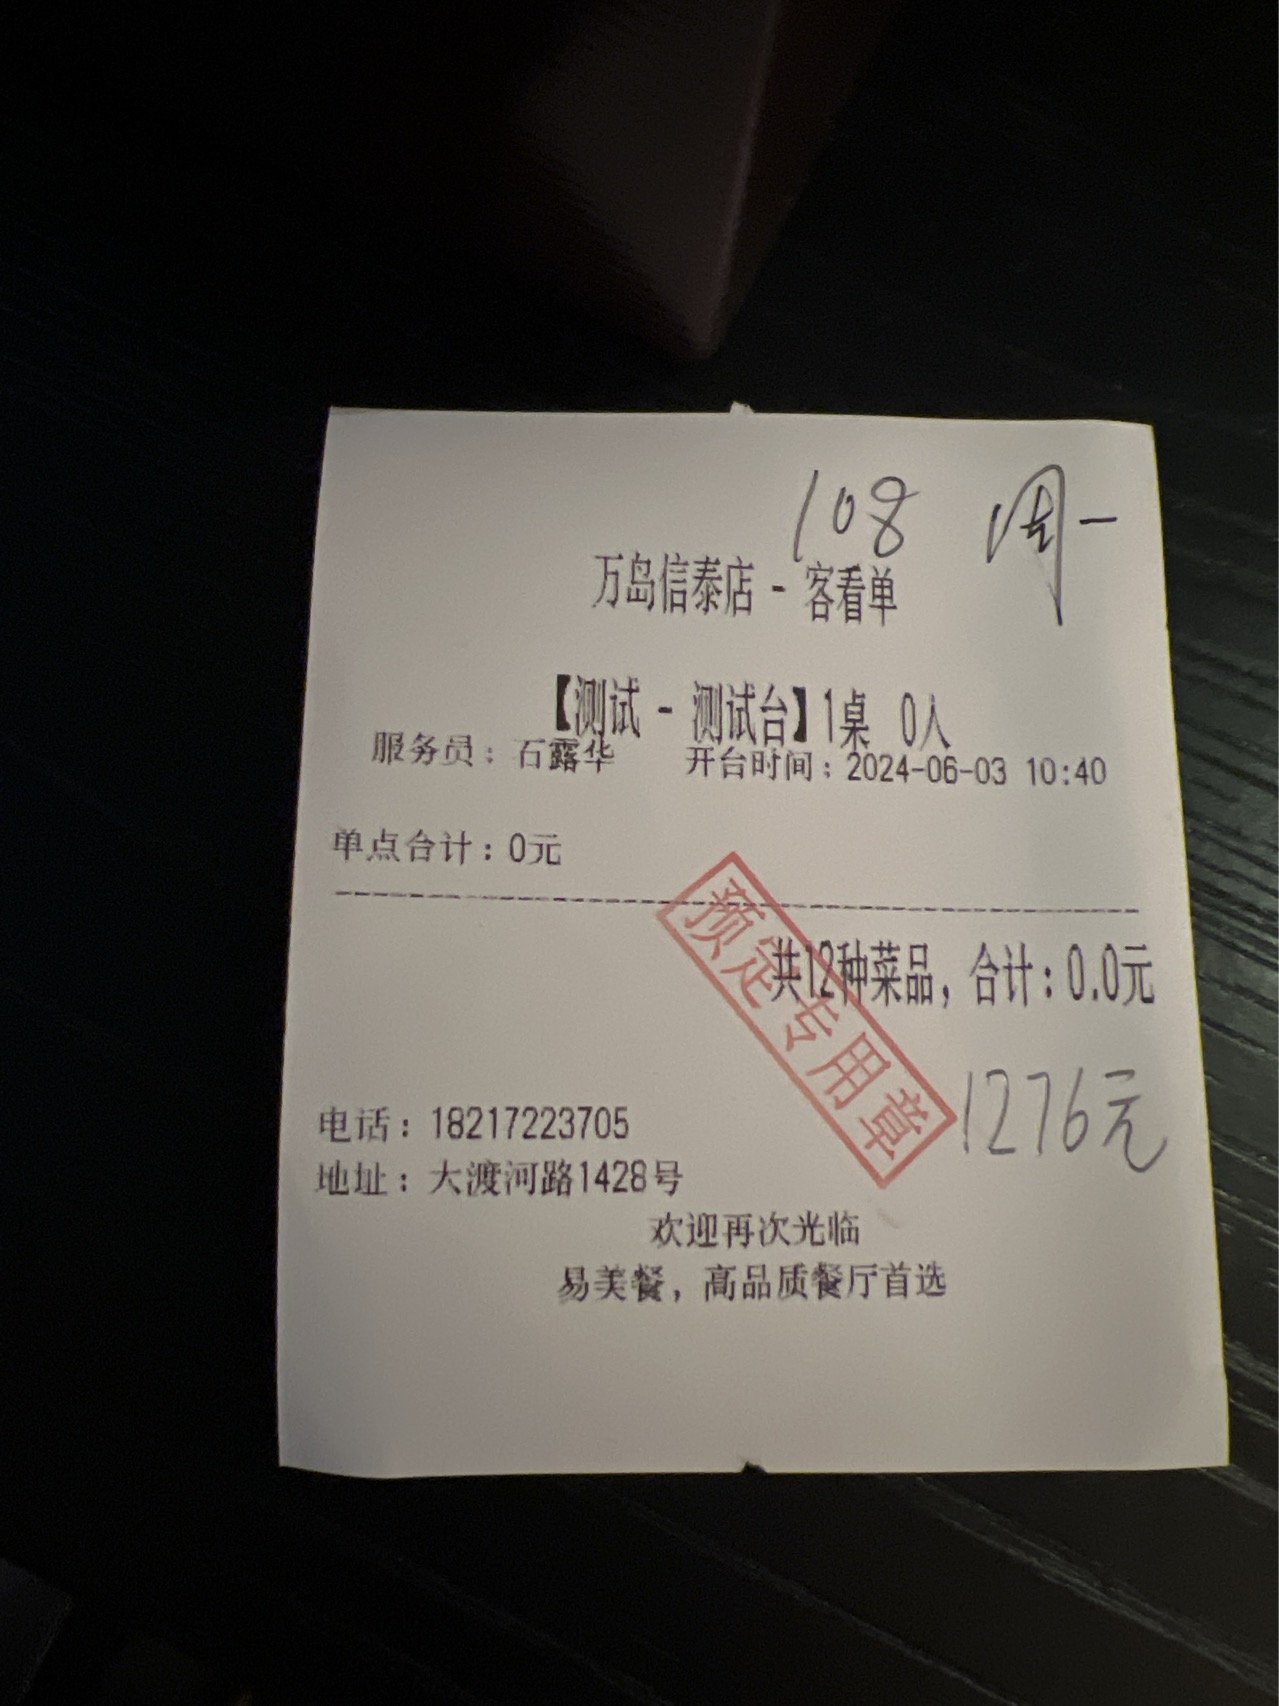 108 周一
万岛信泰店 - 客看单
【测试 - 测试台】1桌 0人
服务员：石露华 开台时间：2024-06-03 10:40
单点合计：0元
预定专用章
共12种菜品，合计：0.0元
1276元
电话：18217223705
地址：大渡河路1428号
欢迎再次光临
易美餐，高品质餐厅首选